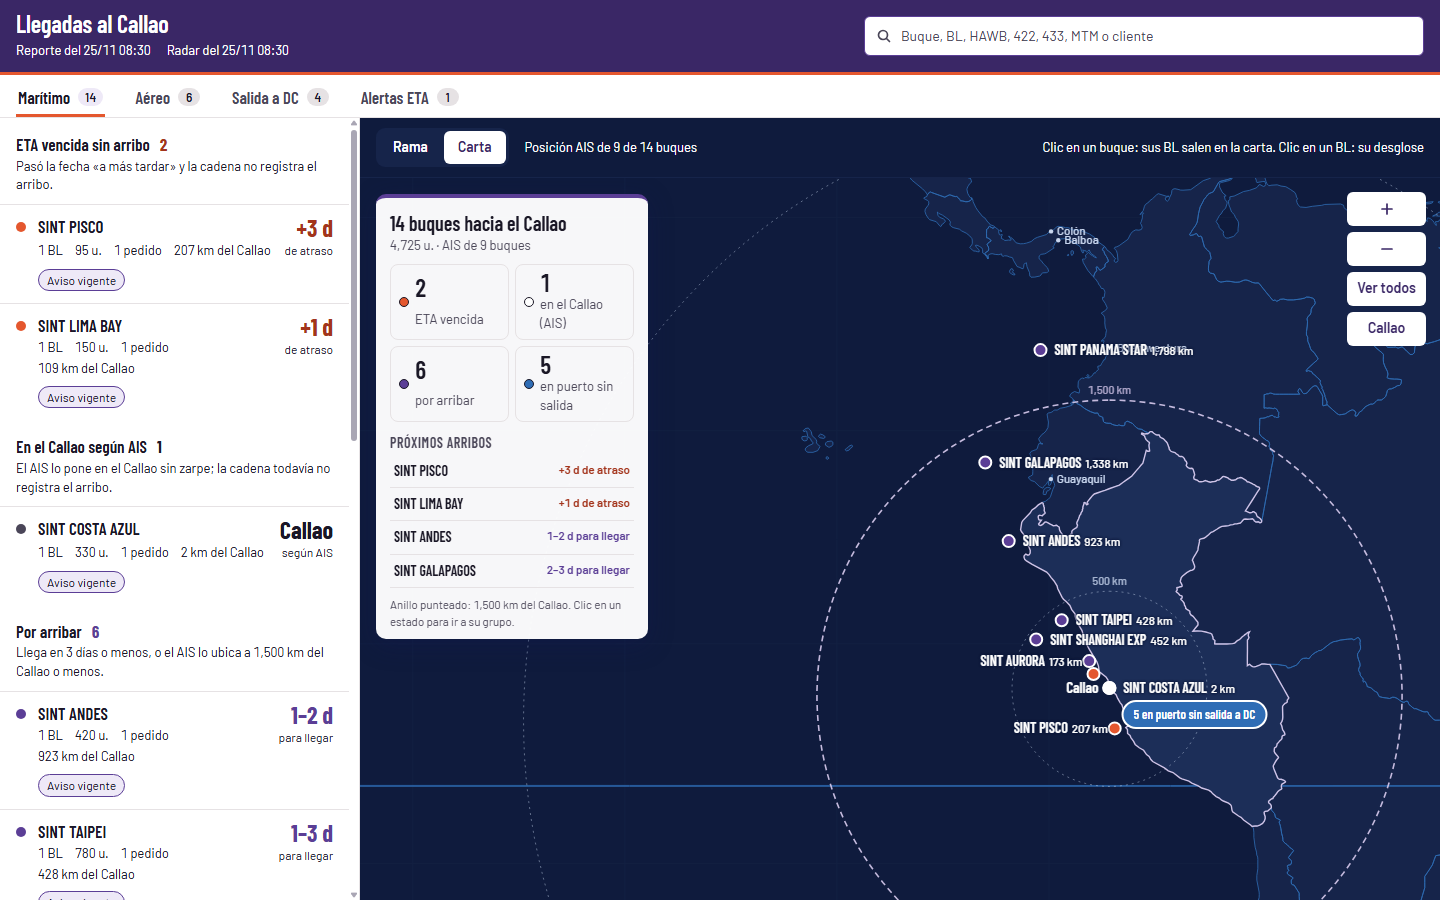 Llegadas al Callao
Reporte del 25/11 08:30 Radar del 25/11 08:30
Buque, BL, HAWB, 422, 433, MTM o cliente
Marítimo 14 Aéreo 6 Salida a DC 4 Alertas ETA 1
ETA vencida sin arribo 2
Pasó la fecha «a más tardar» y la cadena no registra el
arribo.
SINT PISCO +3 d
1 BL 95 u. 1 pedido 207 km del Callao de atraso
Aviso vigente
SINT LIMA BAY +1 d
1 BL 150 u. 1 pedido de atraso
109 km del Callao
Aviso vigente
En el Callao según AIS 1
El AIS lo pone en el Callao sin zarpe; la cadena todavía no
registra el arribo.
SINT COSTA AZUL Callao
1 BL 330 u. 1 pedido 2 km del Callao según AIS
Aviso vigente
Por arribar 6
Llega en 3 días o menos, o el AIS lo ubica a 1,500 km del
Callao o menos.
SINT ANDES 1–2 d
1 BL 420 u. 1 pedido para llegar
923 km del Callao
Aviso vigente
SINT TAIPEI 1–3 d
1 BL 780 u. 1 pedido para llegar
428 km del Callao
Rama Carta Posición AIS de 9 de 14 buques
Clic en un buque: sus BL salen en la carta. Clic en un BL: su desglose
14 buques hacia el Callao
4,725 u. · AIS de 9 buques
2
ETA vencida
1
en el Callao
(AIS)
6
por arribar
5
en puerto sin
salida
PRÓXIMOS ARRIBOS
SINT PISCO +3 d de atraso
SINT LIMA BAY +1 d de atraso
SINT ANDES 1–2 d para llegar
SINT GALAPAGOS 2–3 d para llegar
Anillo punteado: 1,500 km del Callao. Clic en un
estado para ir a su grupo.
+
−
Ver todos
Callao
Colón
Balboa
SINT PANAMA STAR 1,798 km
1,500 km
SINT GALAPAGOS 1,338 km
Guayaquil
SINT ANDES 923 km
500 km
SINT TAIPEI 428 km
SINT SHANGHAI EXP 452 km
SINT AURORA 173 km
Callao SINT COSTA AZUL 2 km
5 en puerto sin salida a DC
SINT PISCO 207 km